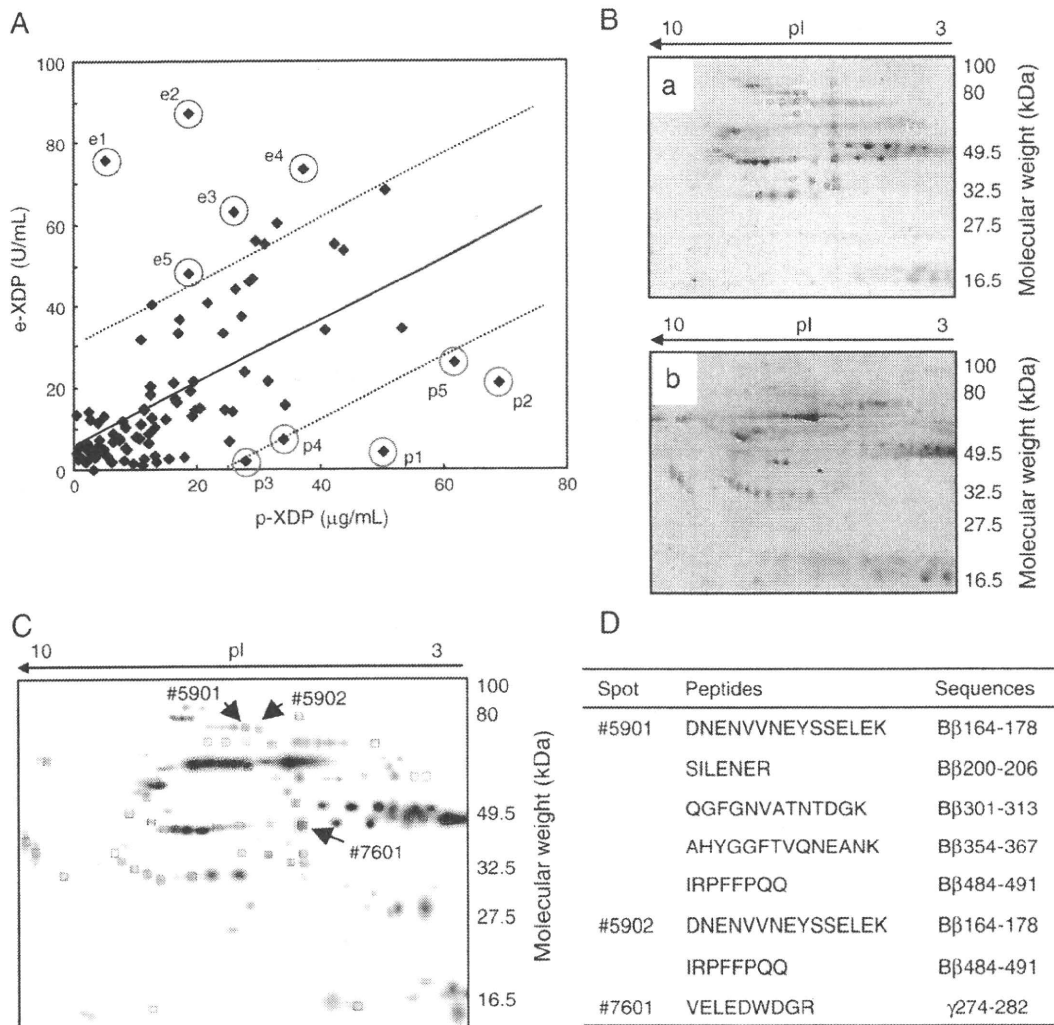 A
e-XDP (U/mL)
100
80
60
40
20
0
0
20
40
60
80
p-XDP (μg/mL)
e1
e2
e3
e4
e5
p1
p2
p3
p4
p5
B
10 pI 3
a
100
80
49.5
32.5
27.5
16.5
Molecular weight (kDa)
10 pI 3
b
100
80
49.5
32.5
27.5
16.5
Molecular weight (kDa)
C
10 pI 3
#5901
#5902
#7601
100
80
49.5
32.5
27.5
16.5
Molecular weight (kDa)
D
Spot Peptides Sequences
#5901 DNENVVNEYSSELEK Bβ164-178
SILENER Bβ200-206
QGFGNVATNTDGK Bβ301-313
AHYGGFTVQNEANK Bβ354-367
IRPFFPQQ Bβ484-491
#5902 DNENVVNEYSSELEK Bβ164-178
IRPFFPQQ Bβ484-491
#7601 VELEDWDGR γ274-282